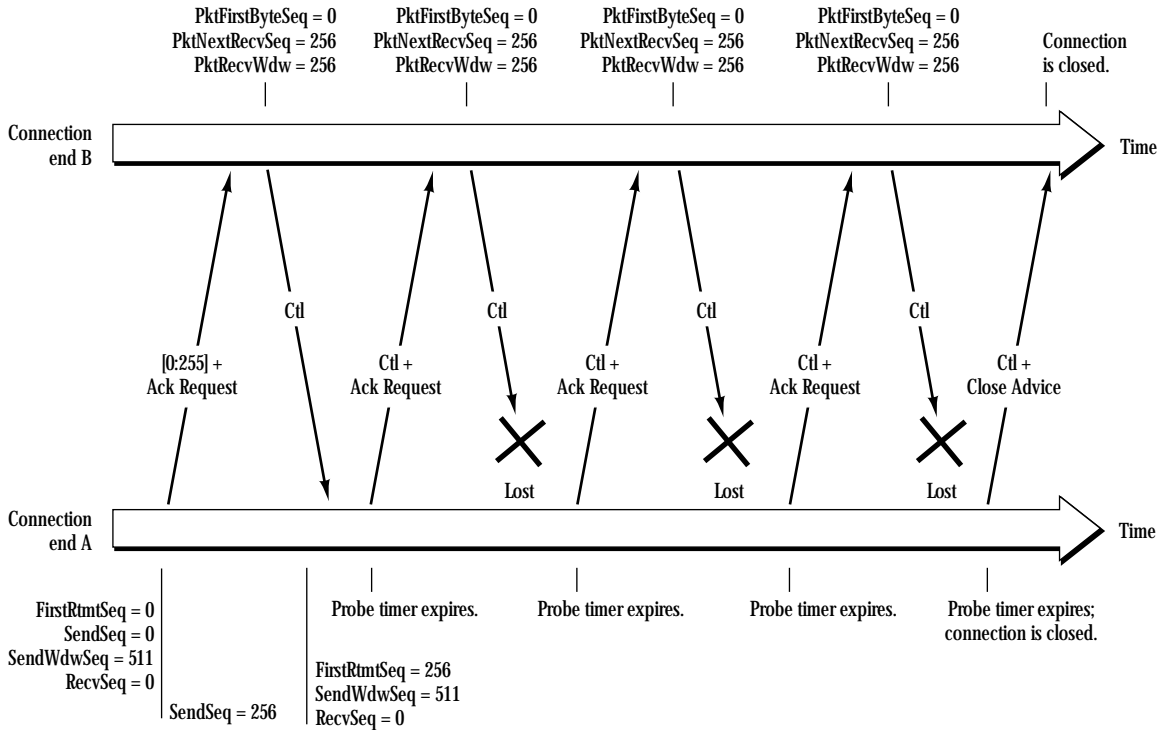 PktFirstByteSeq = 0
PktNextRecvSeq = 256
PktRecvWdw = 256
PktFirstByteSeq = 0
PktNextRecvSeq = 256
PktRecvWdw = 256
PktFirstByteSeq = 0
PktNextRecvSeq = 256
PktRecvWdw = 256
PktFirstByteSeq = 0
PktNextRecvSeq = 256
PktRecvWdw = 256
Connection
is closed.
Connection
end B
Time
Ctl
Ctl
Ctl
Ctl
[0:255] +
Ack Request
Ctl +
Ack Request
Ctl +
Ack Request
Ctl +
Ack Request
Ctl +
Close Advice
Lost
Lost
Lost
Connection
end A
Time
FirstRtmtSeq = 0
SendSeq = 0
SendWdwSeq = 511
RecvSeq = 0
SendSeq = 256
Probe timer expires.
Probe timer expires.
Probe timer expires.
Probe timer expires;
connection is closed.
FirstRtmtSeq = 256
SendWdwSeq = 511
RecvSeq = 0